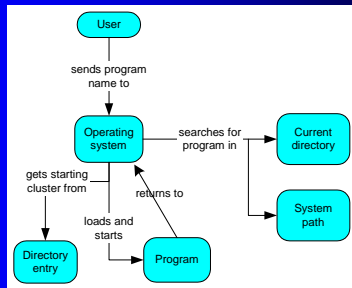 User
sends program
name to
Operating
system
searches for
program in
Current
directory
gets starting
cluster from
returns to
System
path
loads and
starts
Directory
entry
Program